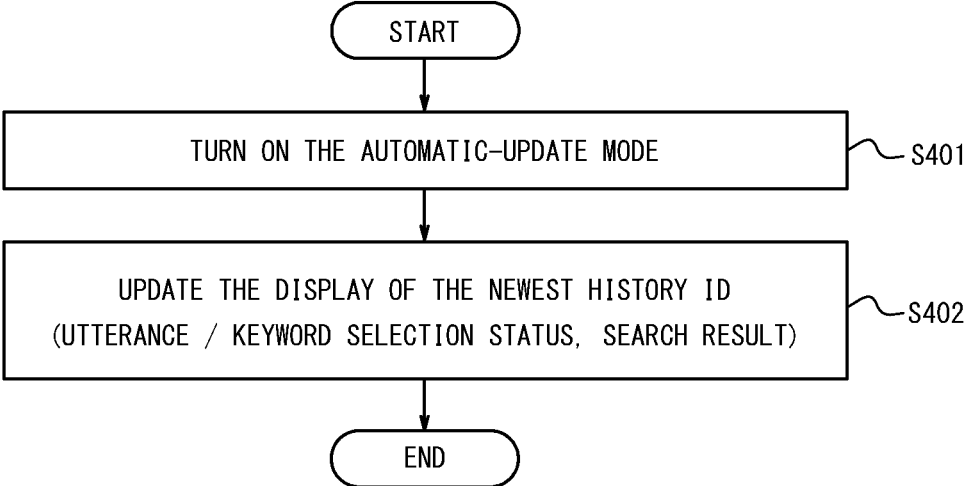 START
TURN ON THE AUTOMATIC-UPDATE MODE
S401
UPDATE THE DISPLAY OF THE NEWEST HISTORY ID
(UTTERANCE / KEYWORD SELECTION STATUS, SEARCH RESULT)
S402
END